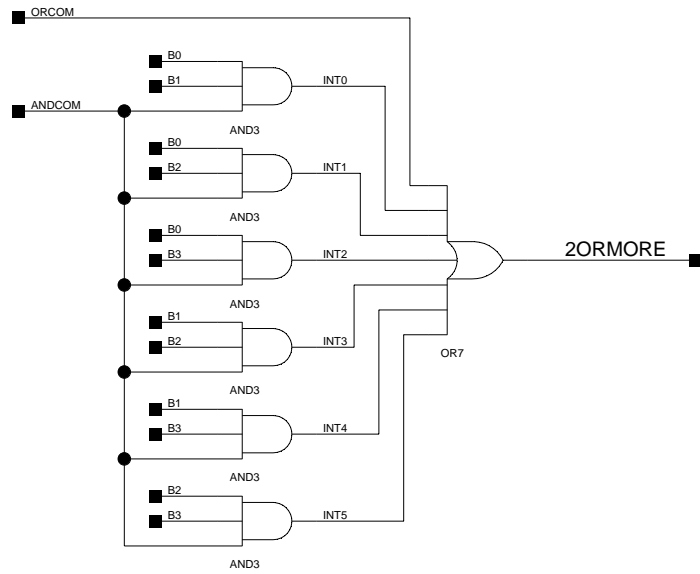 ORCOM
B0
B1
INT0
ANDCOM
AND3
B0
B2
INT1
AND3
B0
B3
INT2
2ORMORE
AND3
B1
B2
INT3
OR7
AND3
B1
B3
INT4
AND3
B2
B3
INT5
AND3